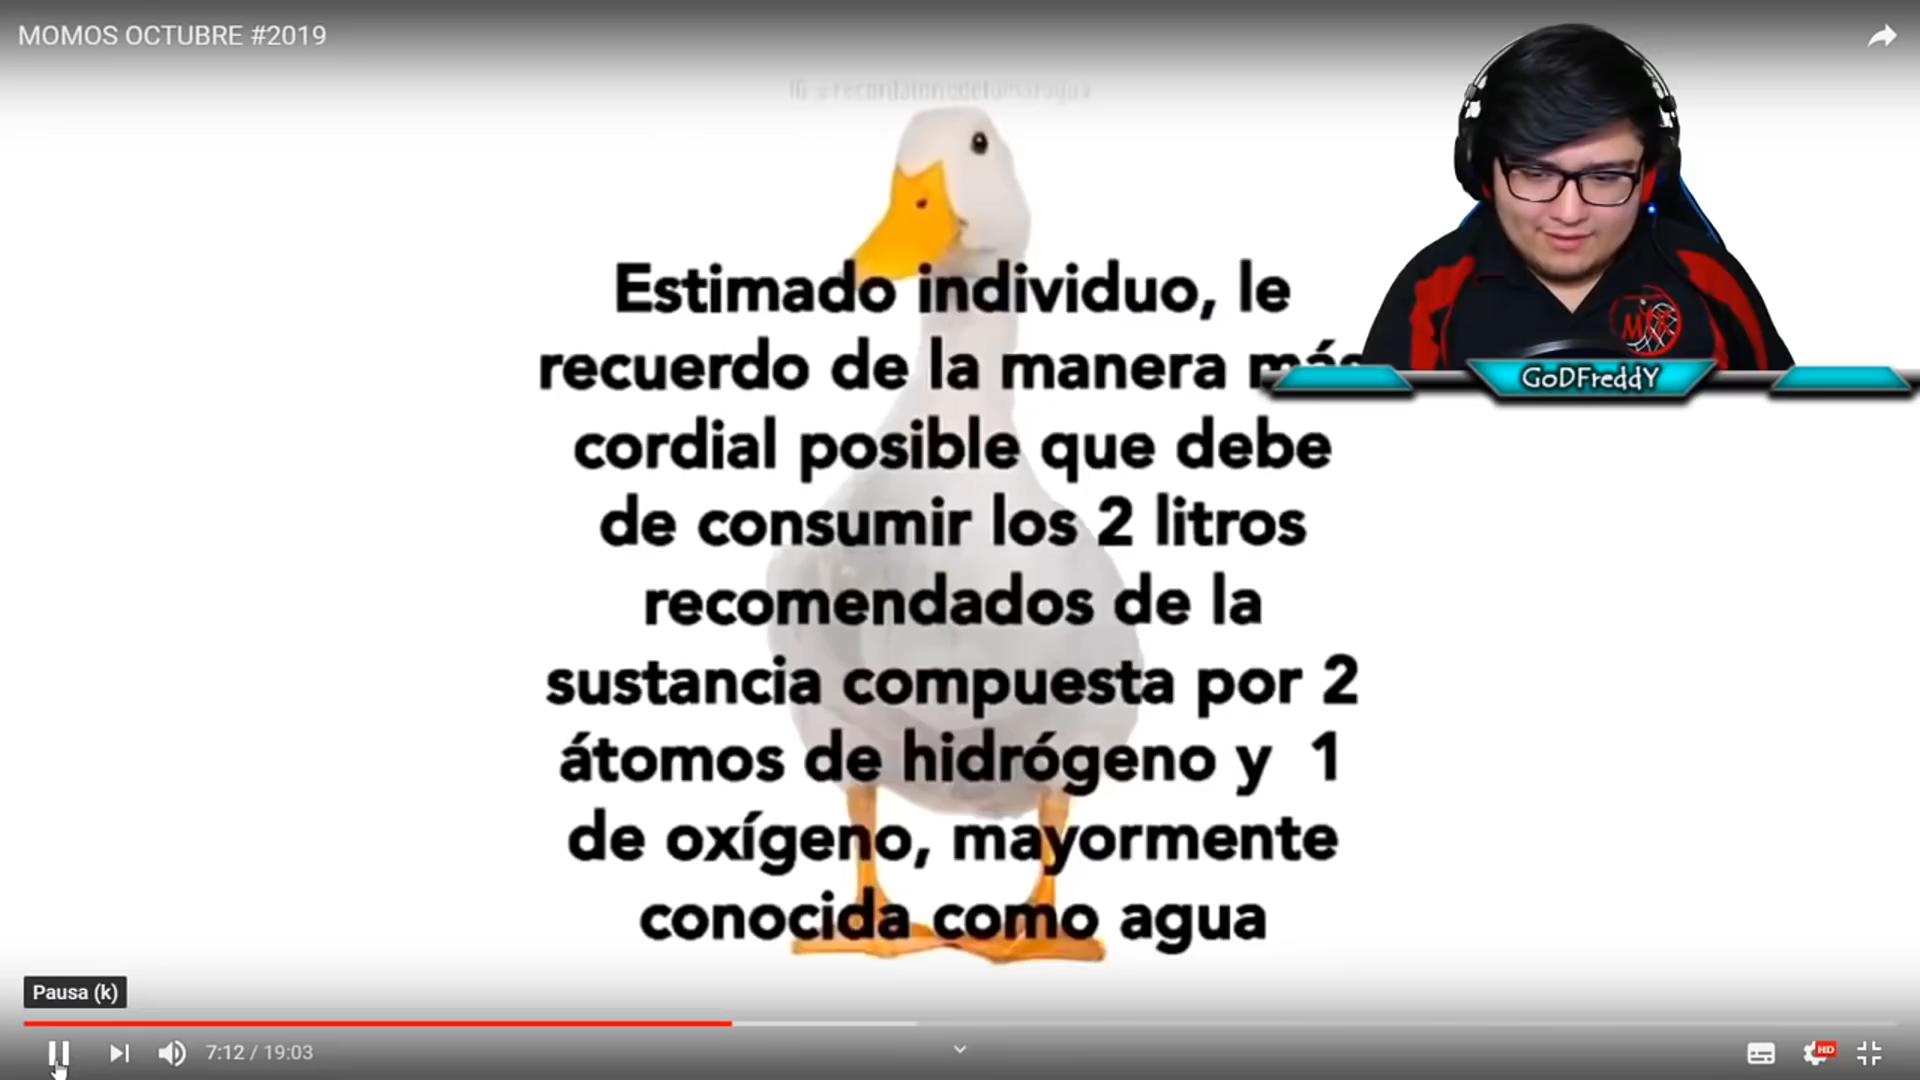 MOMOS OCTUBRE #2019
Estimado individuo, le
recuerdo de la manera más
cordial posible que debe
de consumir los 2 litros
recomendados de la
sustancia compuesta por 2
átomos de hidrógeno y 1
de oxígeno, mayormente
conocida como agua
GoDFreddY
Pausa (k)
7:12 / 19:03
HD